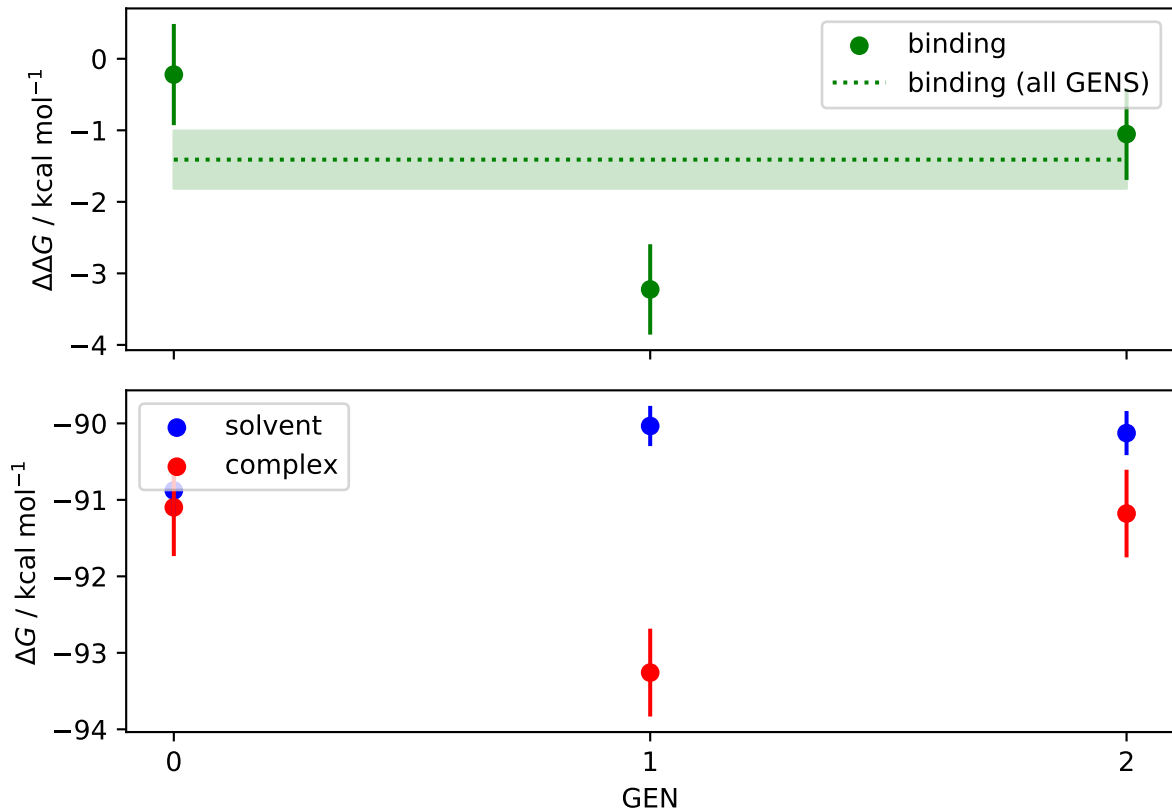 binding
binding (all GENS)
0
−1
−2
−3
−4
ΔΔG / kcal mol⁻¹
solvent
complex
−90
−91
−92
−93
−94
ΔG / kcal mol⁻¹
0 1 2
GEN